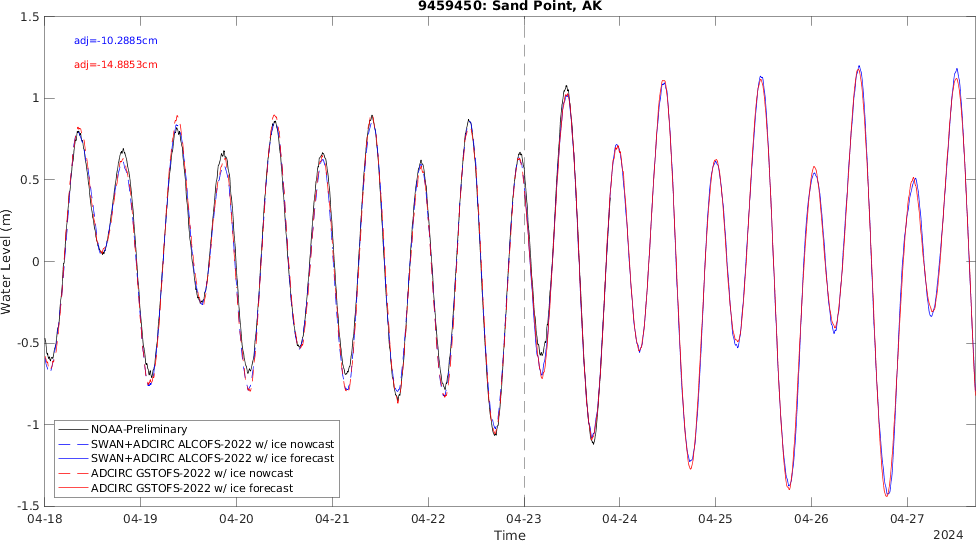 9459450: Sand Point, AK
adj=-10.2885cm
adj=-14.8853cm
Water Level (m)
1.5
1
0.5
0
-0.5
-1
-1.5
NOAA-Preliminary
SWAN+ADCIRC ALCOFS-2022 w/ ice nowcast
SWAN+ADCIRC ALCOFS-2022 w/ ice forecast
ADCIRC GSTOFS-2022 w/ ice nowcast
ADCIRC GSTOFS-2022 w/ ice forecast
04-18 04-19 04-20 04-21 04-22 04-23 04-24 04-25 04-26 04-27
Time
2024